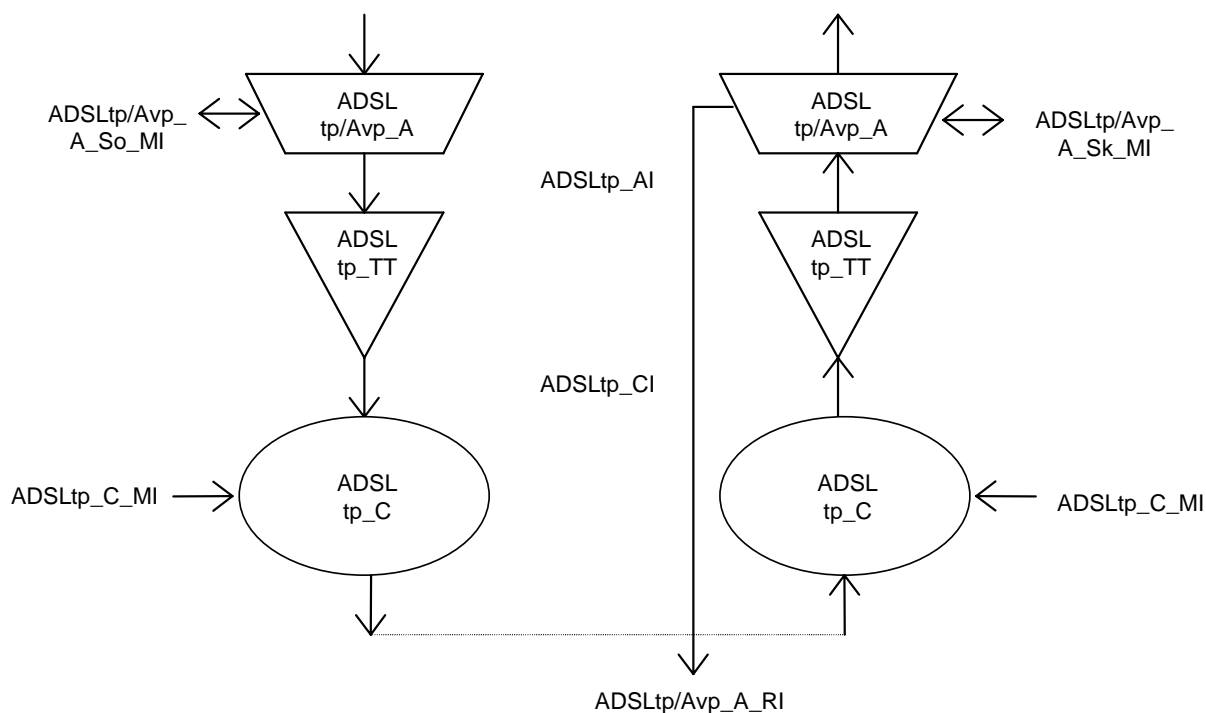 ADSL
tp/Avp_A
ADSLtp/Avp_
A_So_MI
ADSL
tp/Avp_A
ADSLtp/Avp_
A_Sk_MI
ADSLtp_AI
ADSL
tp_TT
ADSL
tp_TT
ADSLtp_CI
ADSL
tp_C
ADSLtp_C_MI
ADSL
tp_C
ADSLtp_C_MI
ADSLtp/Avp_A_RI